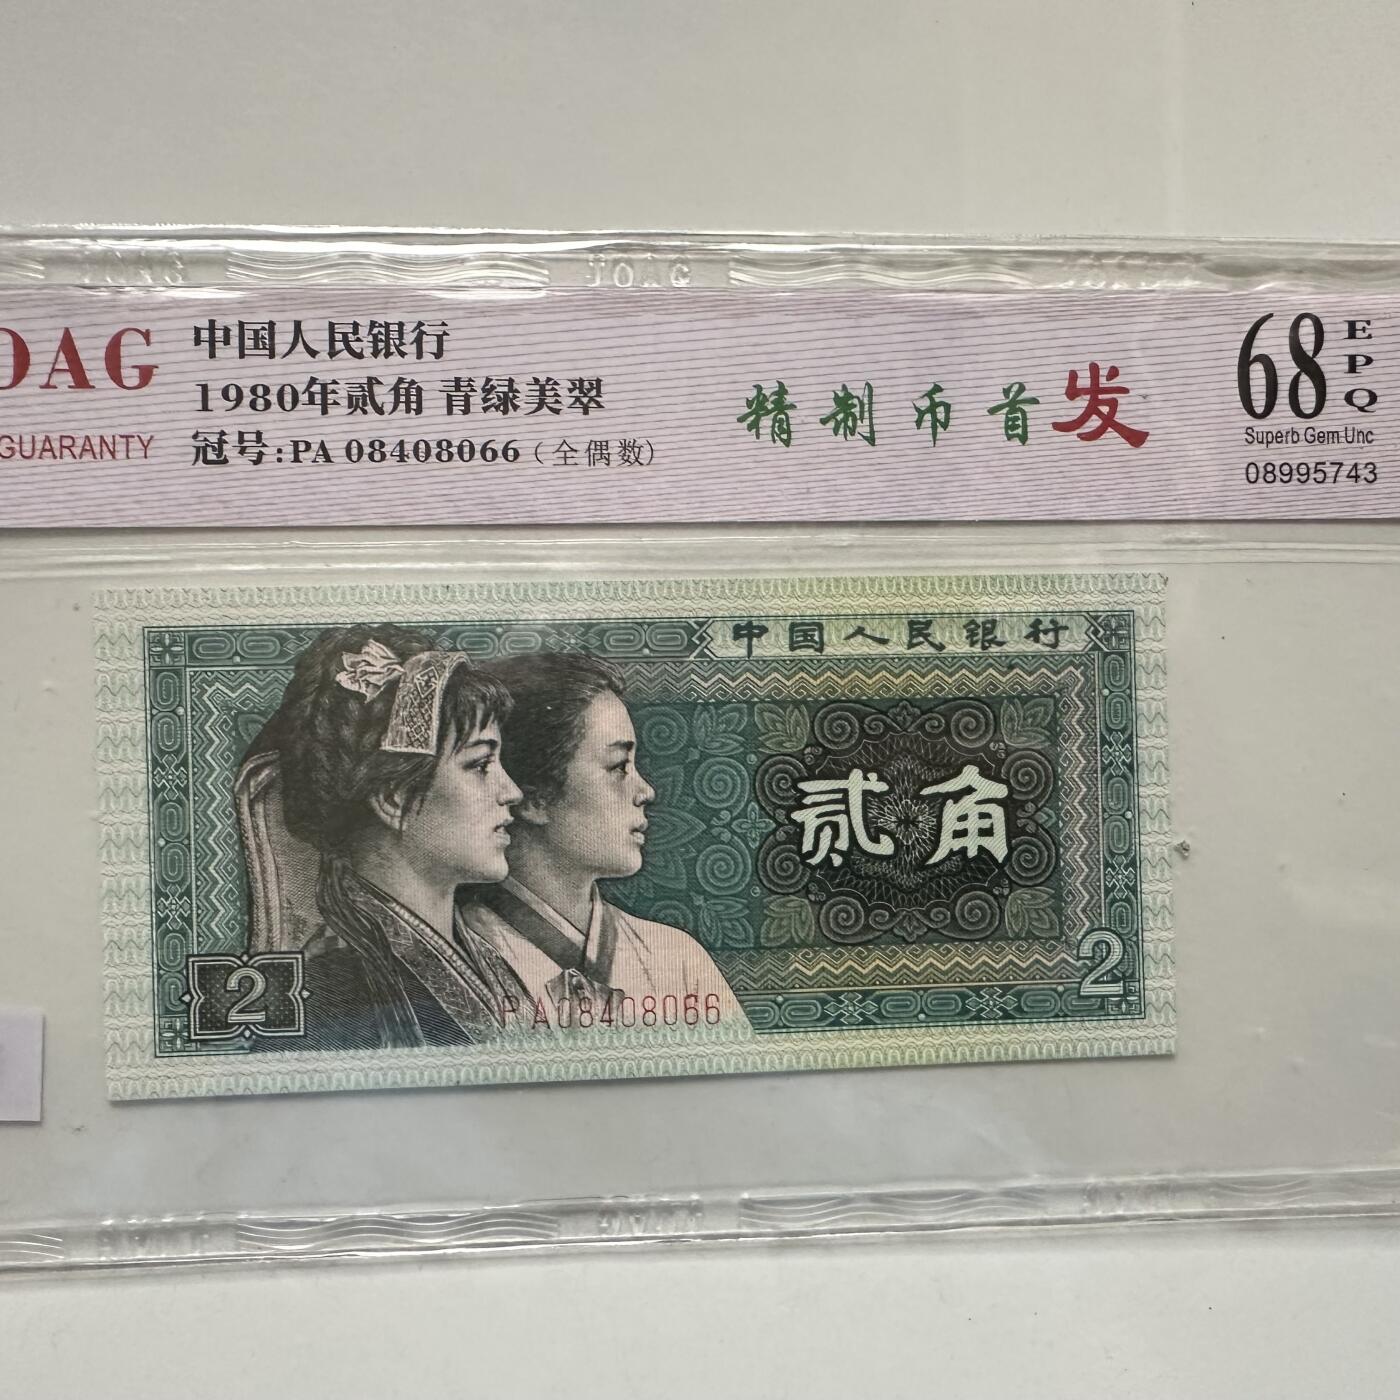 OAG
GUARANTY
中国人民银行
1980年贰角 青绿美翠
冠号:PA 08408066(全偶数)
精制币首发
68 EPQ
Superb Gem Unc
08995743
中国人民银行
贰角
2
2
PA08408066